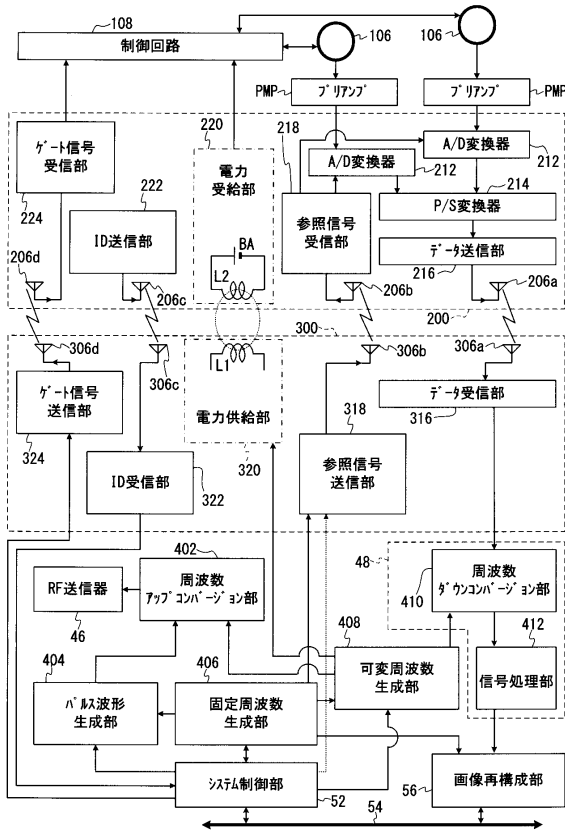 108
制御回路
106
106
PMP
プリアンプ
プリアンプ
PMP
ゲート信号
受信部
224
222
ID送信部
220
電力
受給部
BA
L2
218
参照信号
受信部
A/D変換器
212
A/D変換器
212
214
P/S変換器
データ送信部
216
206d
206c
206b
206a
200
300
306d
306c
L1
306b
306a
ゲート信号
送信部
324
電力供給部
320
318
参照信号
送信部
データ受信部
316
ID受信部
322
402
周波数
アップコンバージョン部
RF送信器
46
48
周波数
ダウンコンバージョン部
410
412
信号処理部
404
パルス波形
生成部
406
固定周波数
生成部
408
可変周波数
生成部
システム制御部
52
画像再構成部
56
54